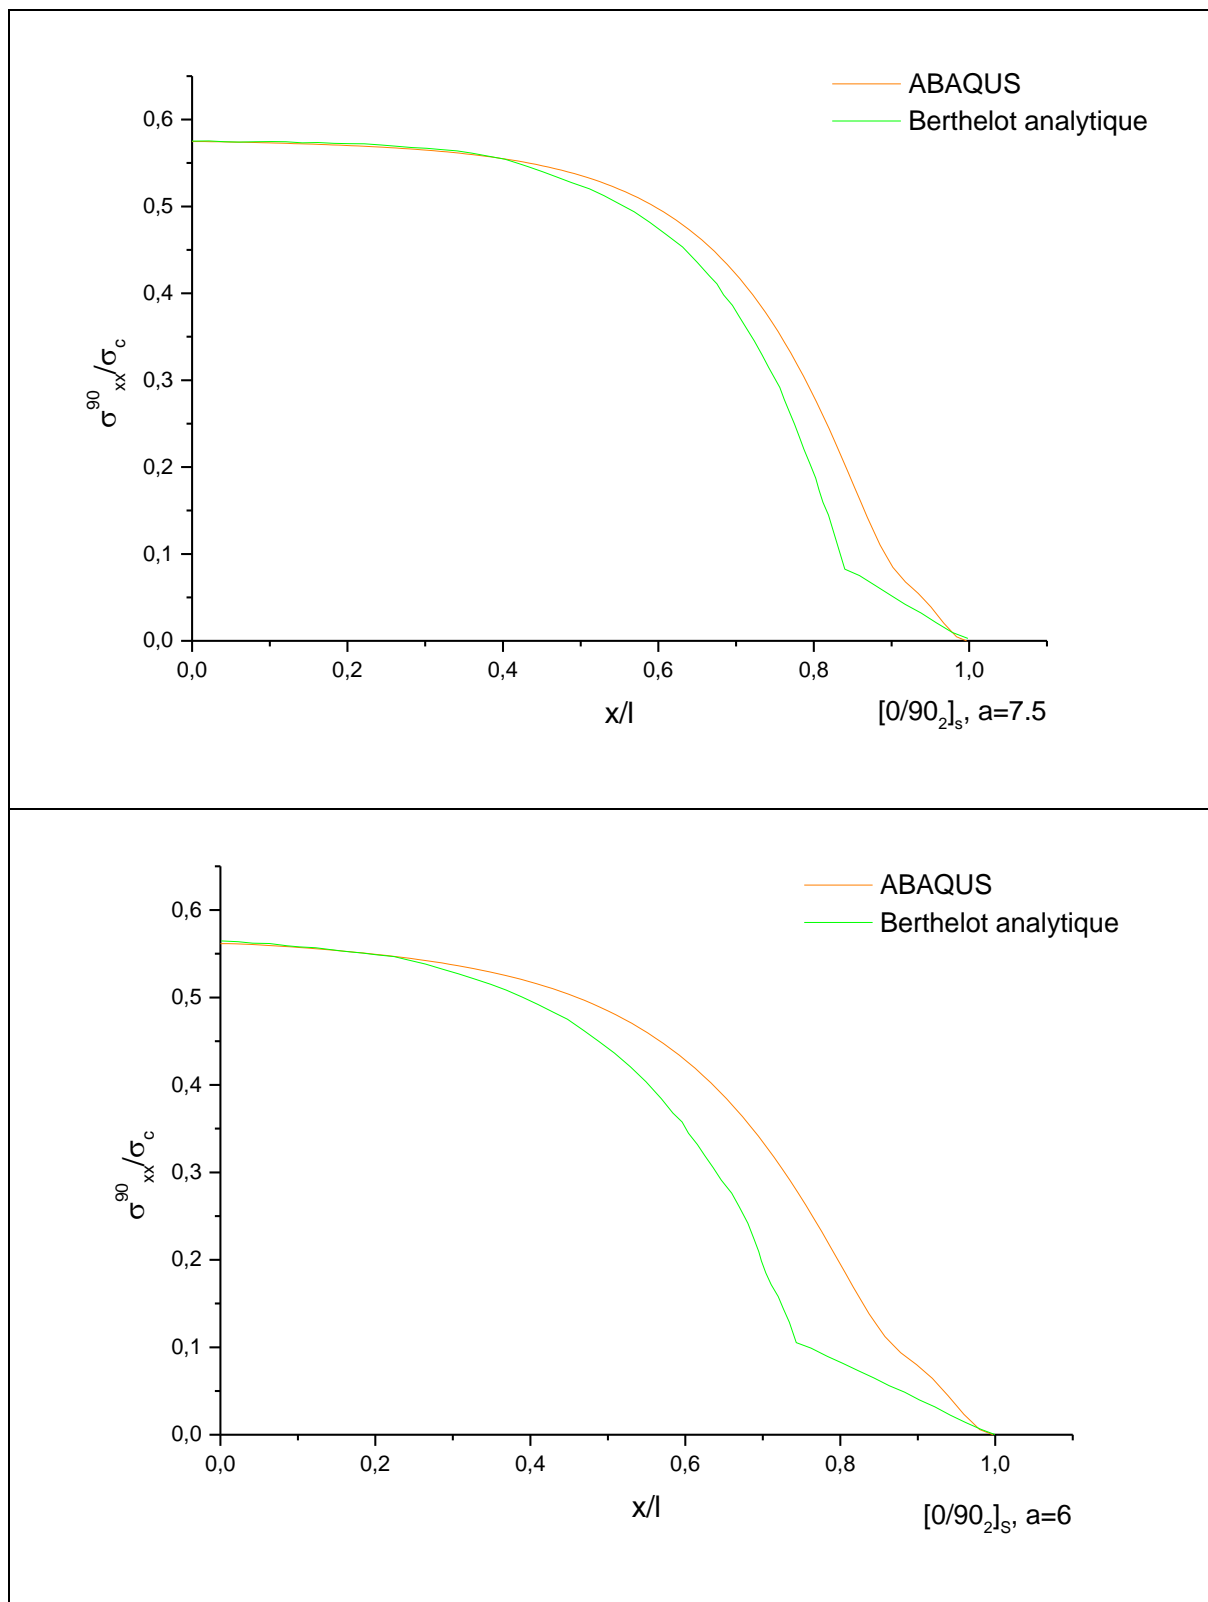 ABAQUS
Berthelot analytique
0,6
0,5
0,4
0,3
0,2
0,1
0,0
σ⁹⁰xx/σc
0,0 0,2 0,4 0,6 0,8 1,0
x/l
[0/90₂]s, a=7.5
ABAQUS
Berthelot analytique
0,6
0,5
0,4
0,3
0,2
0,1
0,0
σ⁹⁰xx/σc
0,0 0,2 0,4 0,6 0,8 1,0
x/l
[0/90₂]S, a=6